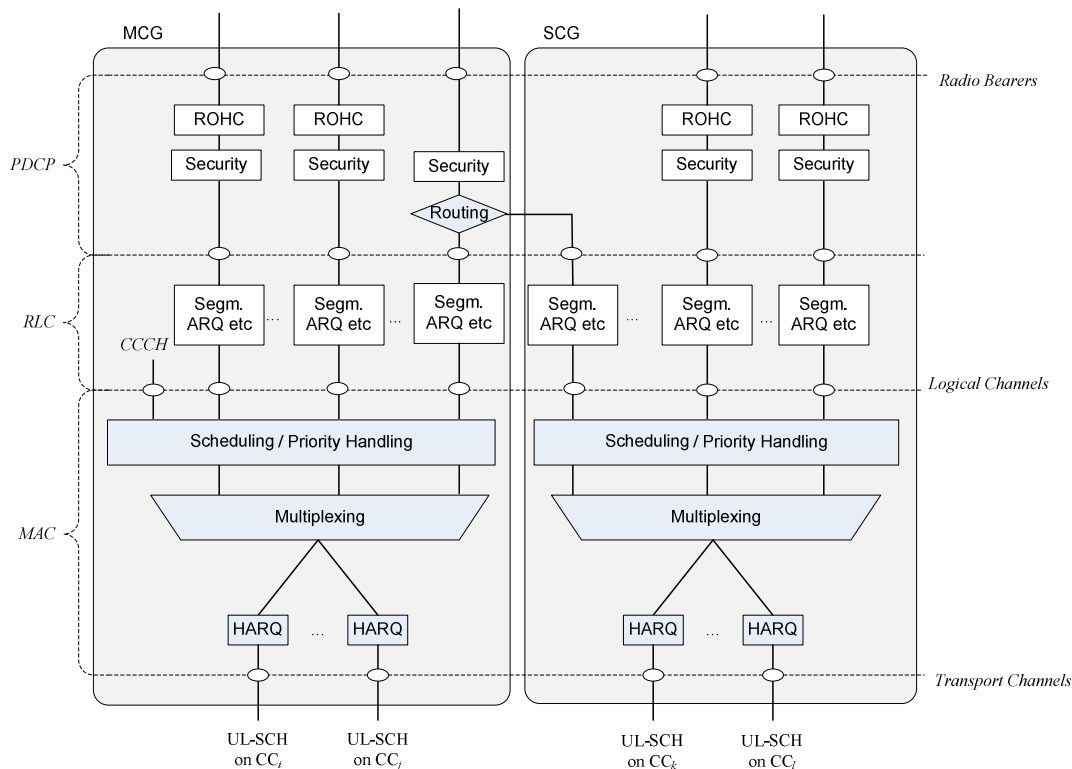 MCG
SCG
Radio Bearers
ROHC
ROHC
ROHC
ROHC
PDCP
Security
Security
Security
Security
Security
Routing
RLC
Segm.
ARQ etc
...
Segm.
ARQ etc
...
Segm.
ARQ etc
Segm.
ARQ etc
...
Segm.
ARQ etc
...
Segm.
ARQ etc
CCCH
Logical Channels
Scheduling / Priority Handling
Scheduling / Priority Handling
MAC
Multiplexing
Multiplexing
HARQ
...
HARQ
HARQ
...
HARQ
Transport Channels
UL-SCH
on CCi
UL-SCH
on CCj
UL-SCH
on CCk
UL-SCH
on CCl